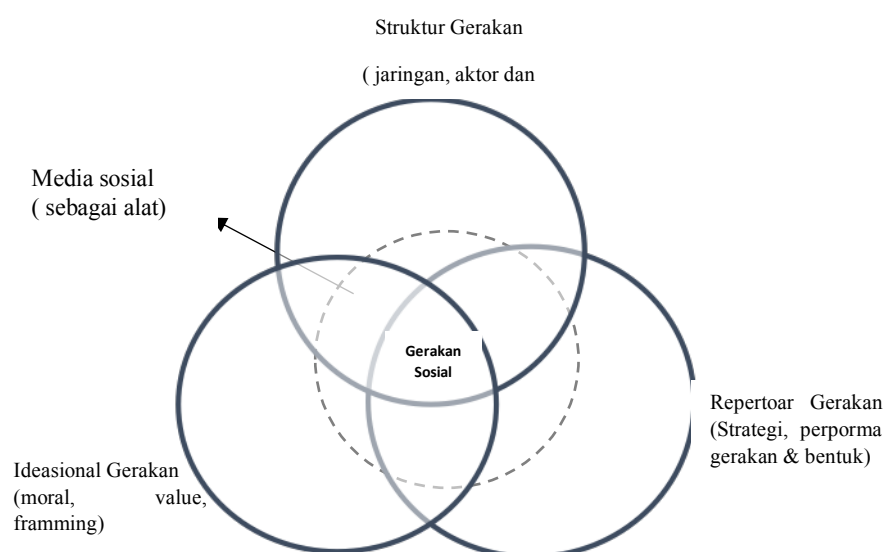 Struktur Gerakan
( jaringan, aktor dan
Media sosial
( sebagai alat)
Gerakan
Sosial
Repertoar Gerakan
(Strategi, perporma
gerakan & bentuk)
Ideasional Gerakan
(moral, value,
framming)